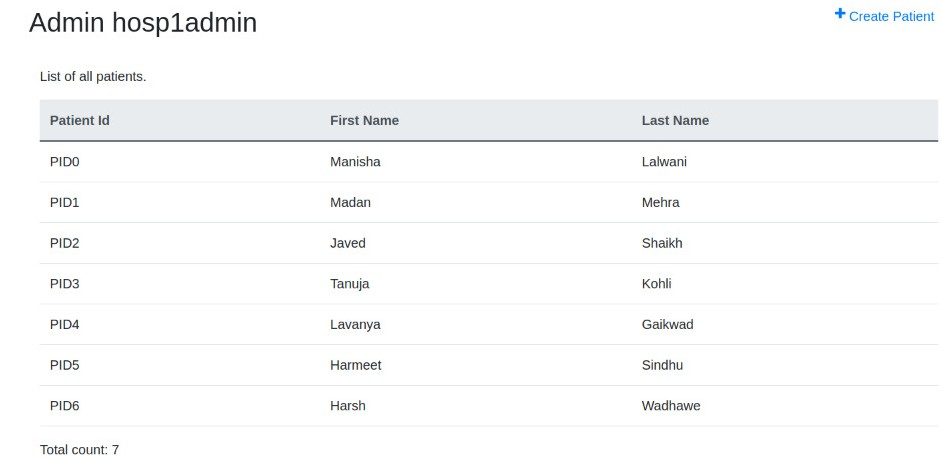 Admin hosp1admin
+ Create Patient
List of all patients.
Patient Id First Name Last Name
PID0 Manisha Lalwani
PID1 Madan Mehra
PID2 Javed Shaikh
PID3 Tanuja Kohli
PID4 Lavanya Gaikwad
PID5 Harmeet Sindhu
PID6 Harsh Wadhawe
Total count: 7